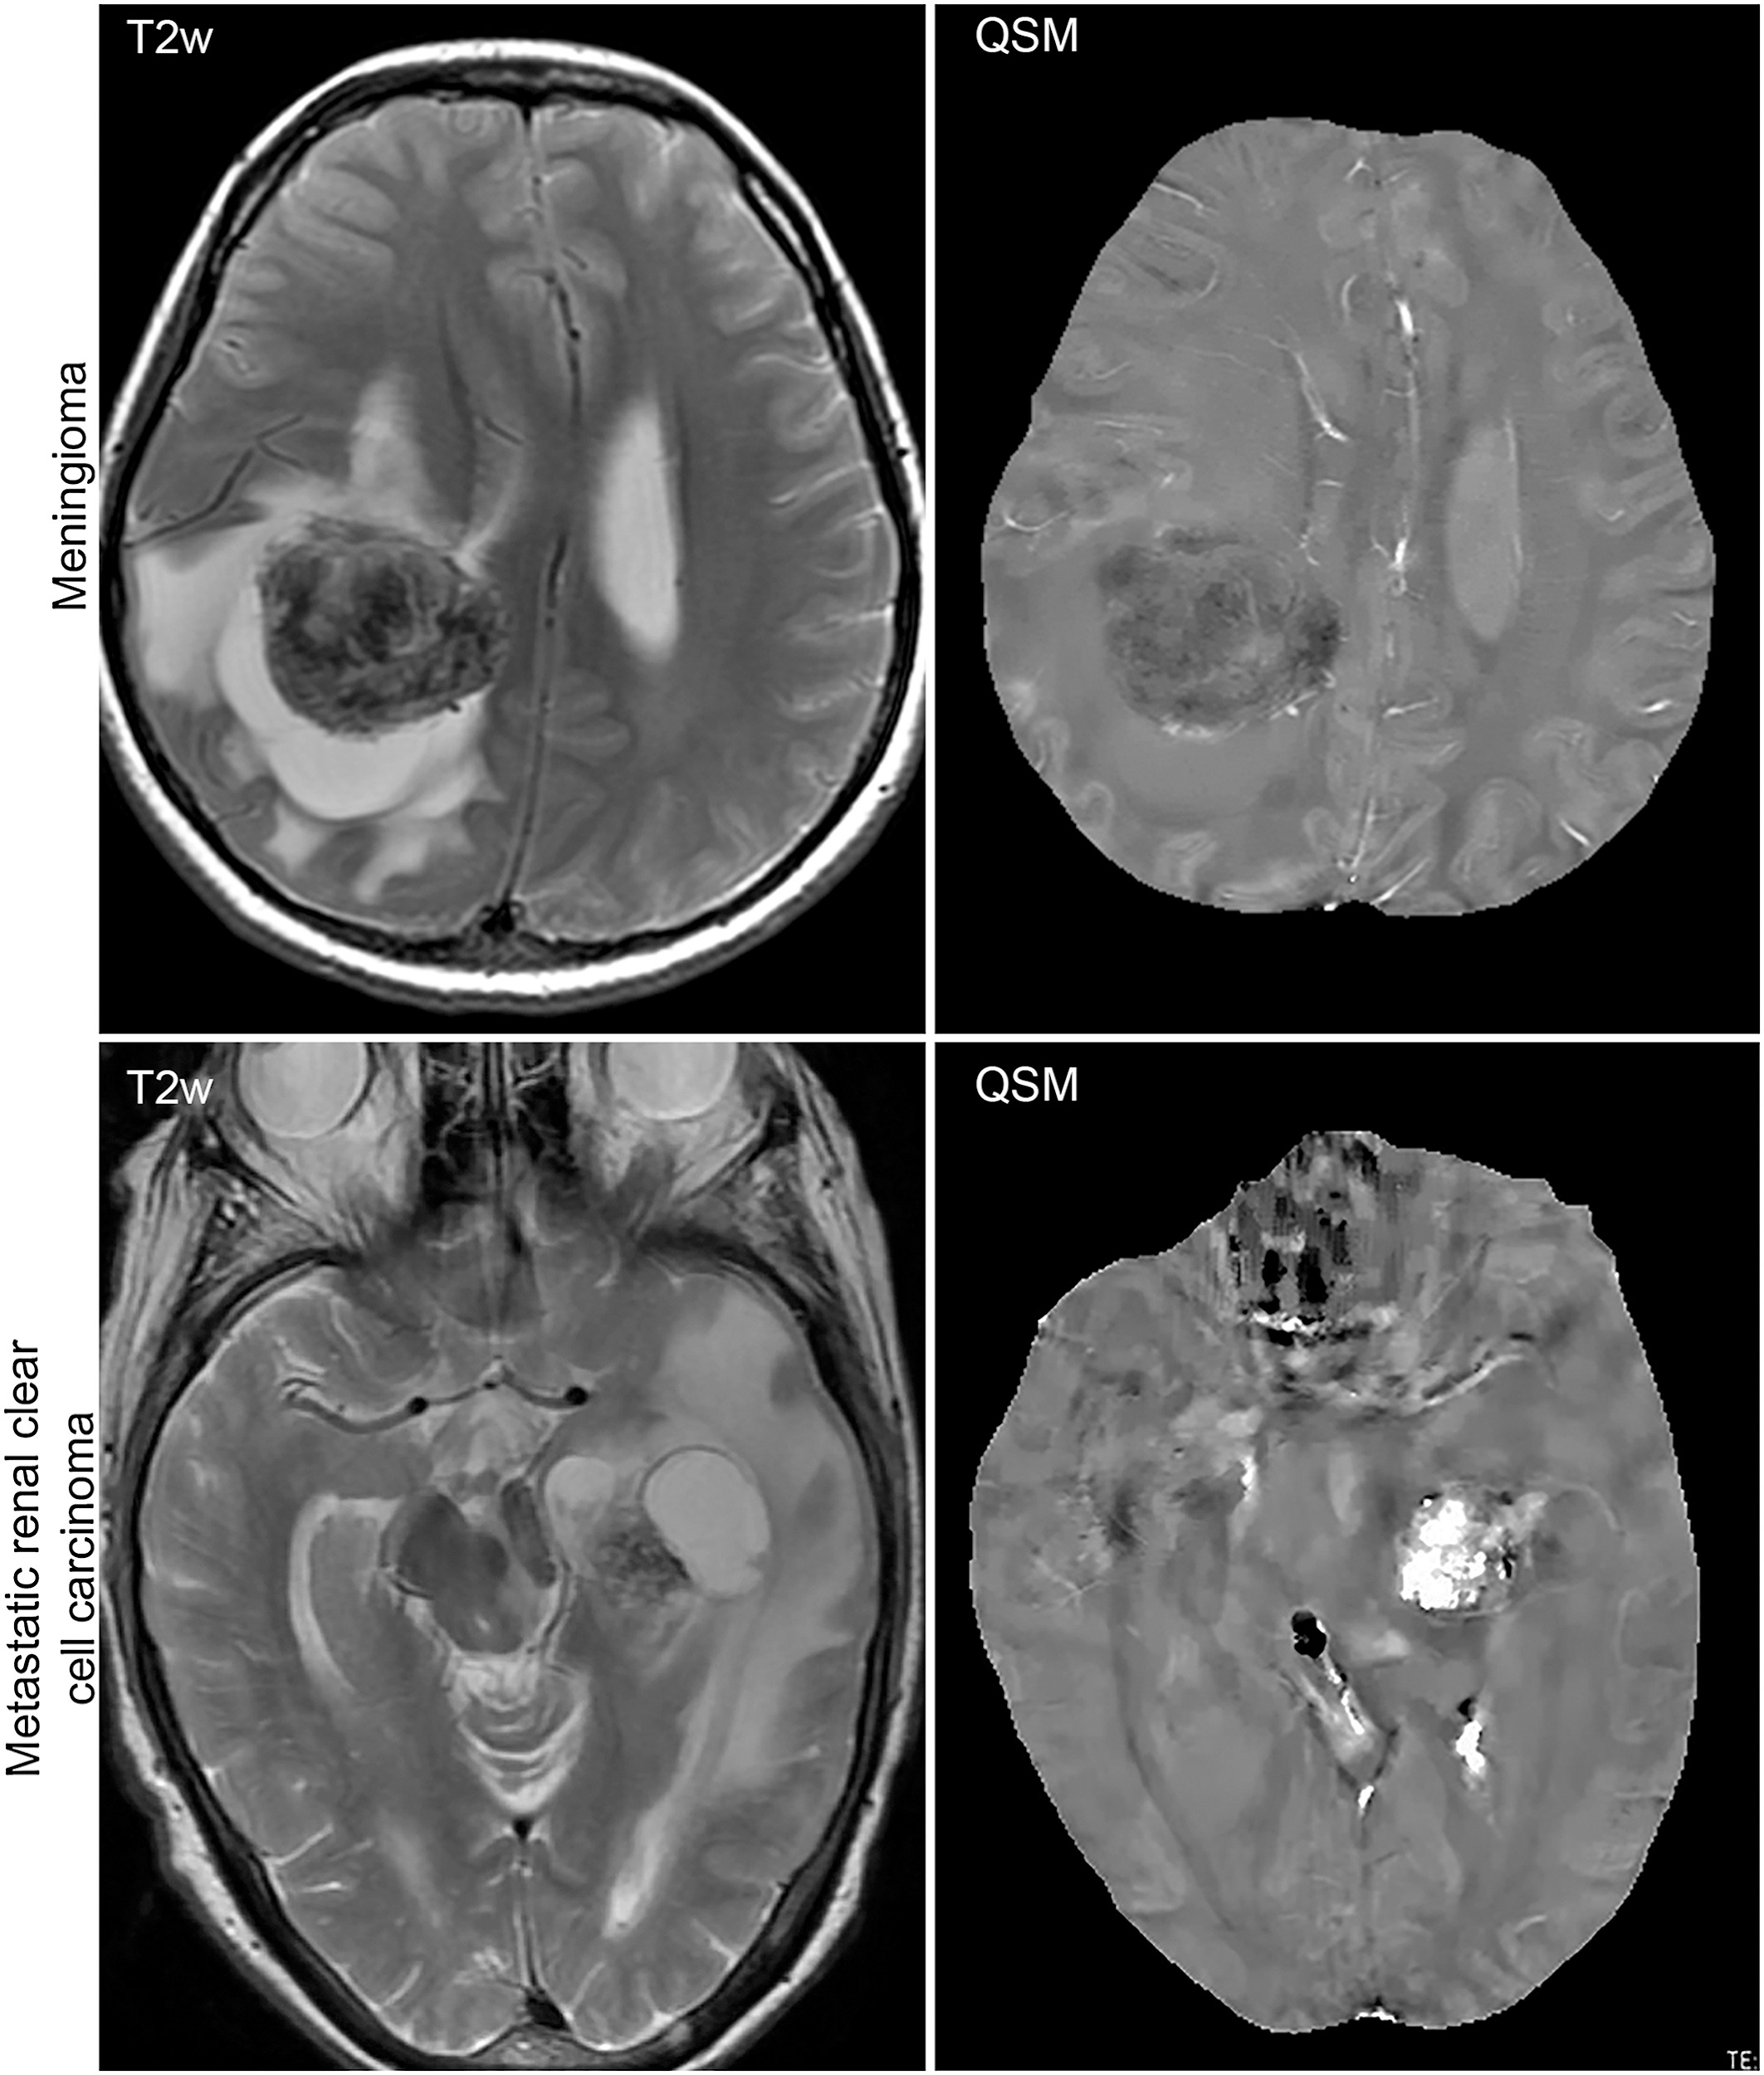 T2w
QSM
Meningioma
T2w
QSM
Metastatic renal clear
cell carcinoma
TE: